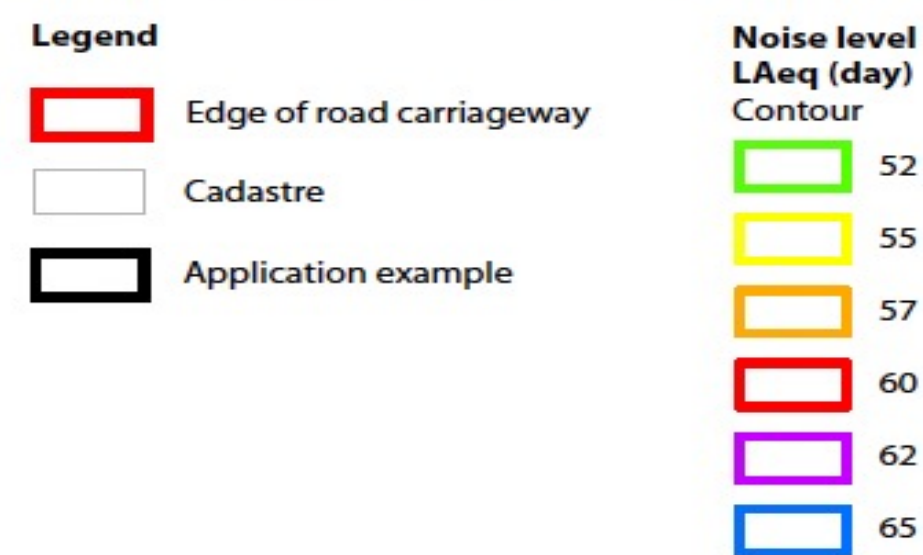 Legend
Edge of road carriageway
Cadastre
Application example
Noise level
LAeq (day)
Contour
52
55
57
60
62
65